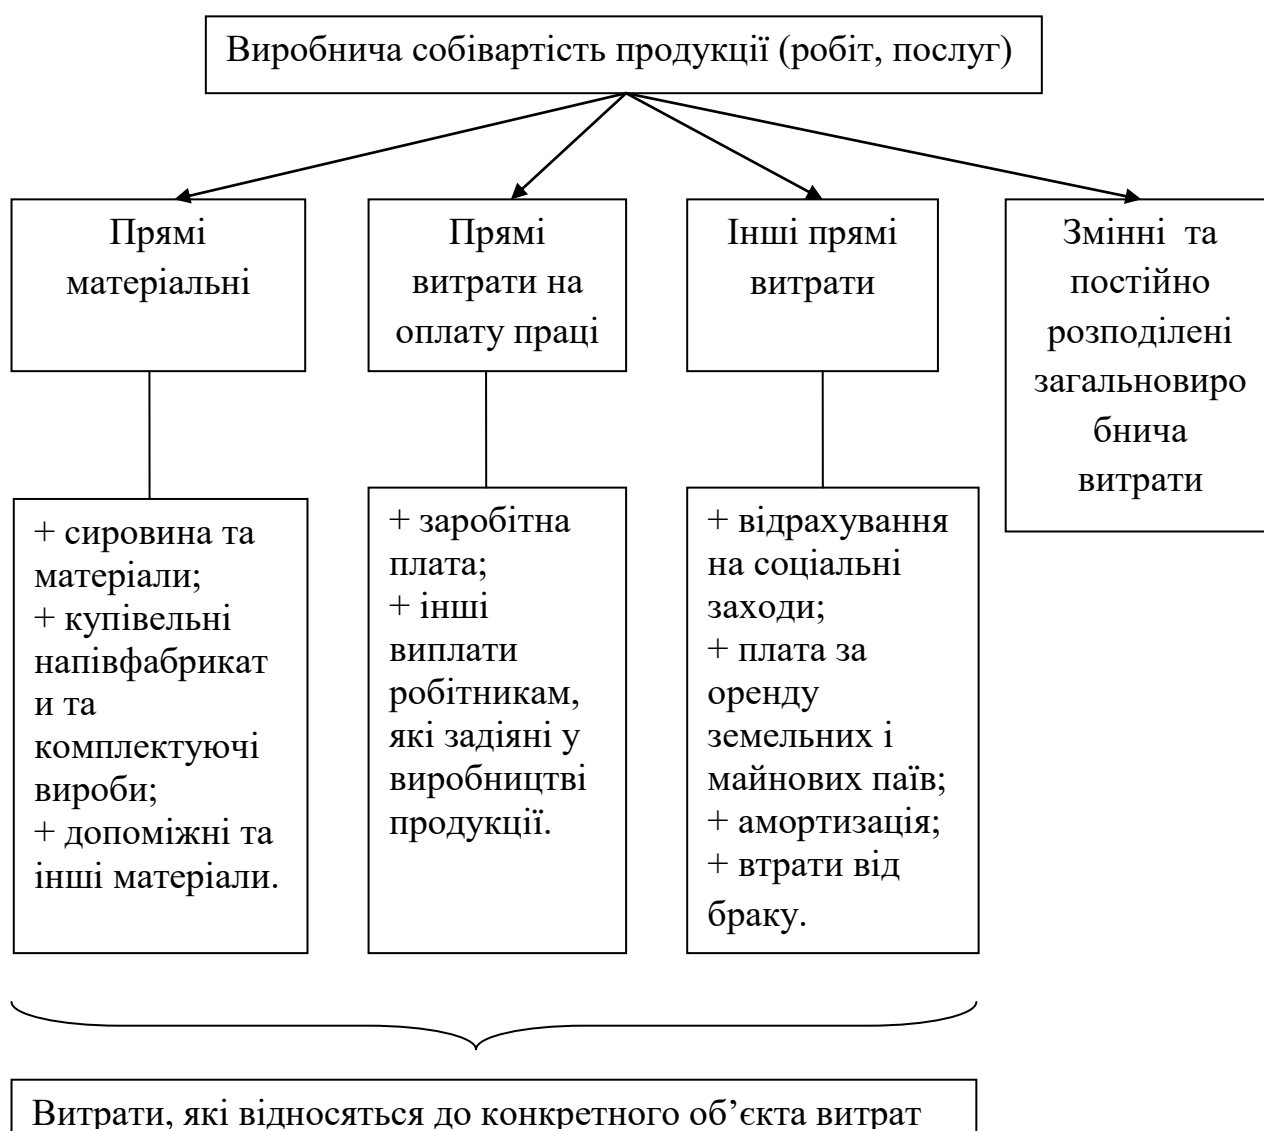 Виробнича собівартість продукції (робіт, послуг)
Прямі
матеріальні
Прямі
витрати на
оплату праці
Інші прямі
витрати
Змінні та
постійно
розподілені
загальновиро
бнича
витрати
+ сировина та
матеріали;
+ купівельні
напівфабрикат
и та
комплектуючі
вироби;
+ допоміжні та
інші матеріали.
+ заробітна
плата;
+ інші
виплати
робітникам,
які задіяні у
виробництві
продукції.
+ відрахування
на соціальні
заходи;
+ плата за
оренду
земельних і
майнових паїв;
+ амортизація;
+ втрати від
браку.
Витрати, які відносяться до конкретного об’єкта витрат